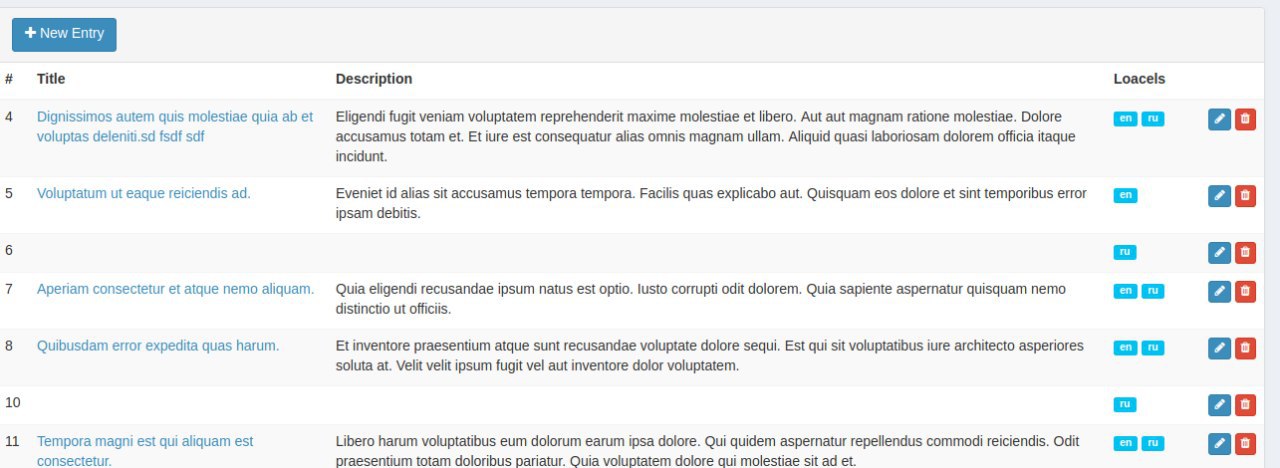 New Entry
# Title Description Loacels
4 Dignissimos autem quis molestiae quia ab et Eligendi fugit veniam voluptatem reprehenderit maxime molestiae et libero. Aut aut magnam ratione molestiae. Dolore en ru
voluptas deleniti.sd fsdf sdf accusamus totam et. Et iure est consequatur alias omnis magnam ullam. Aliquid quasi laboriosam dolorem officia itaque
incidunt.
5 Voluptatum ut eaque reiciendis ad. Eveniet id alias sit accusamus tempora tempora. Facilis quas explicabo aut. Quisquam eos dolore et sint temporibus error en
ipsam debitis.
6 ru
7 Aperiam consectetur et atque nemo aliquam. Quia eligendi recusandae ipsum natus est optio. Iusto corrupti odit dolorem. Quia sapiente aspernatur quisquam nemo en ru
distinctio ut officiis.
8 Quibusdam error expedita quas harum. Et inventore praesentium atque sunt recusandae voluptate dolore sequi. Est qui sit voluptatibus iure architecto asperiores en ru
soluta at. Velit velit ipsum fugit vel aut inventore dolor voluptatem.
10 ru
11 Tempora magni est qui aliquam est Libero harum voluptatibus eum dolorum earum ipsa dolore. Qui quidem aspernatur repellendus commodi reiciendis. Odit en ru
consectetur. praesentium totam doloribus pariatur. Quia voluptatem dolore qui molestiae sit ad et.